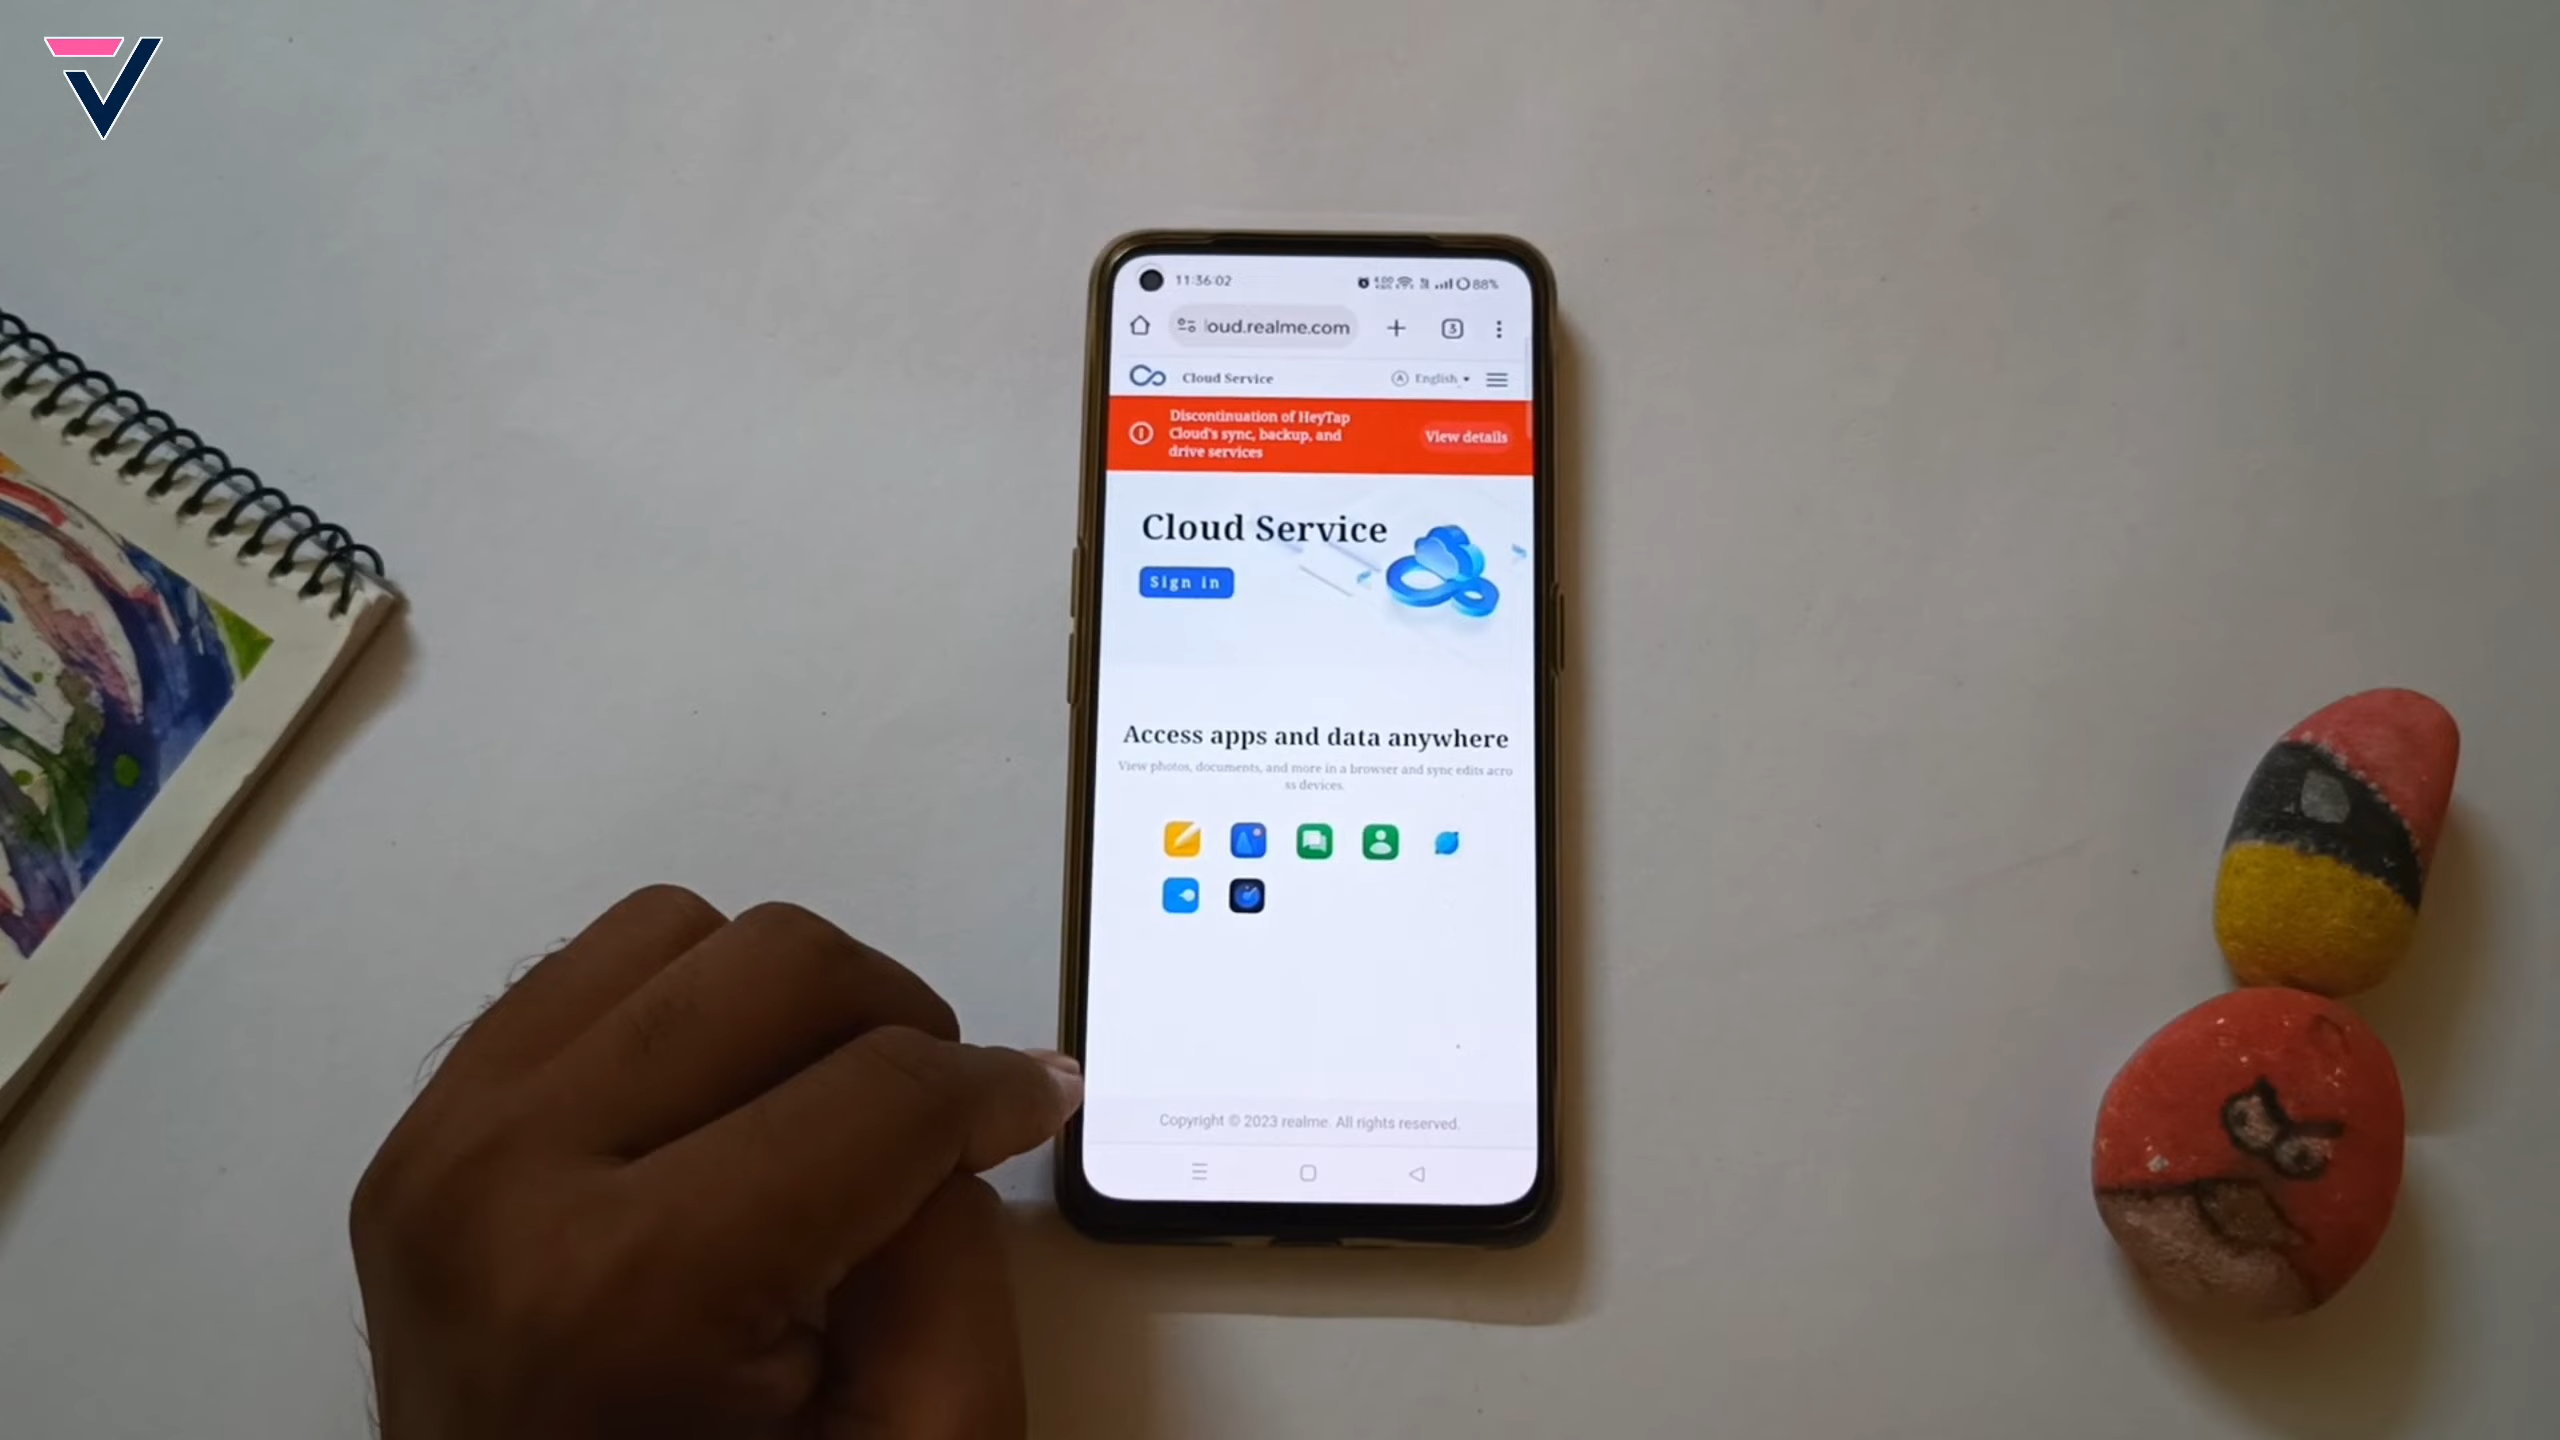 11:36:02
88%
oud.realme.com
3
Cloud Service
English
Discontinuation of HeyTap
Cloud's sync, backup, and
drive services
View details
Cloud Service
Sign in
Access apps and data anywhere
View photos, documents, and more in a browser and sync edits acro
ss devices.
Copyright © 2023 realme. All rights reserved.